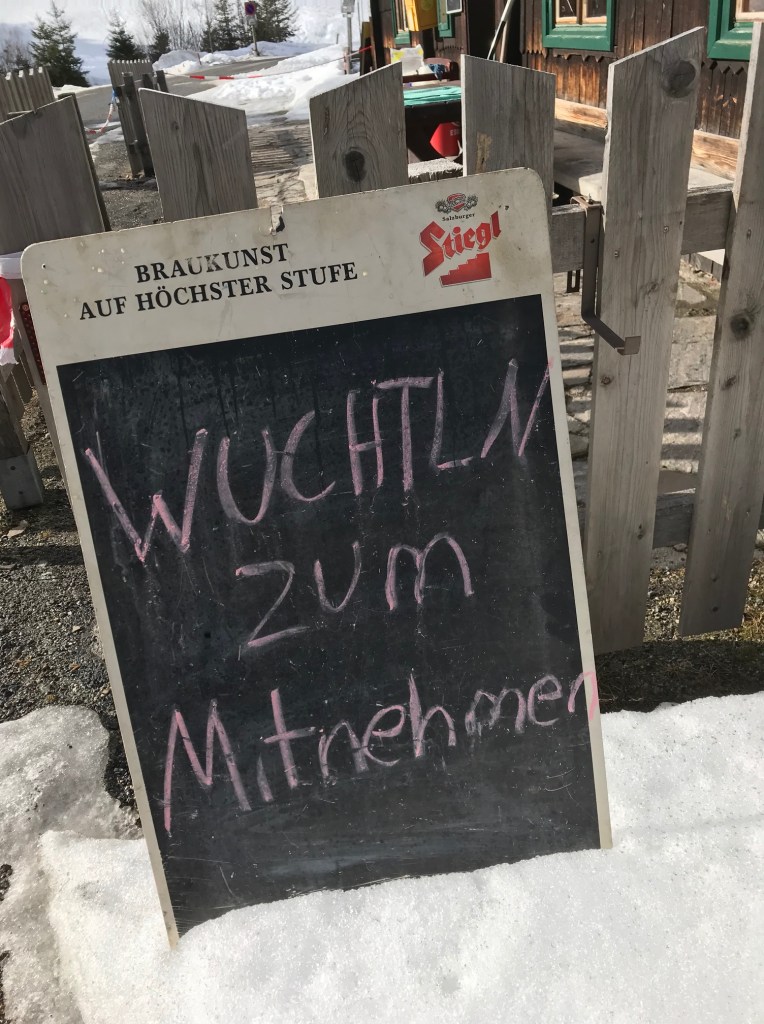 BRAUKUNST
AUF HÖCHSTER STUFE
Salzburger
Stiegl
WUCHTLN
zum
Mitnehmen